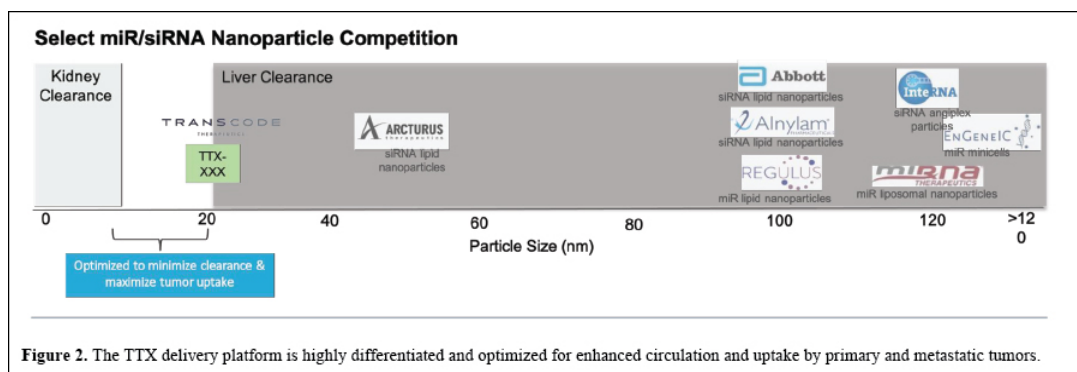 Select miR/siRNA Nanoparticle Competition
Kidney
Clearance
Liver Clearance
TRANSCODE
THERAPEUTICS
TTX-
XXX
ARCTURUS
therapeutics
siRNA lipid
nanoparticles
Abbott
siRNA lipid nanoparticles
Alnylam
PHARMACEUTICALS
siRNA lipid nanoparticles
REGULUS
miR lipid nanoparticles
InteRNA
siRNA angiplex
particles
ENGENEIC
miR minicells
miRna
THERAPEUTICS
miR liposomal nanoparticles
0
20
40
60
80
100
120
>12
0
Particle Size (nm)
Optimized to minimize clearance &
maximize tumor uptake
Figure 2. The TTX delivery platform is highly differentiated and optimized for enhanced circulation and uptake by primary and metastatic tumors.